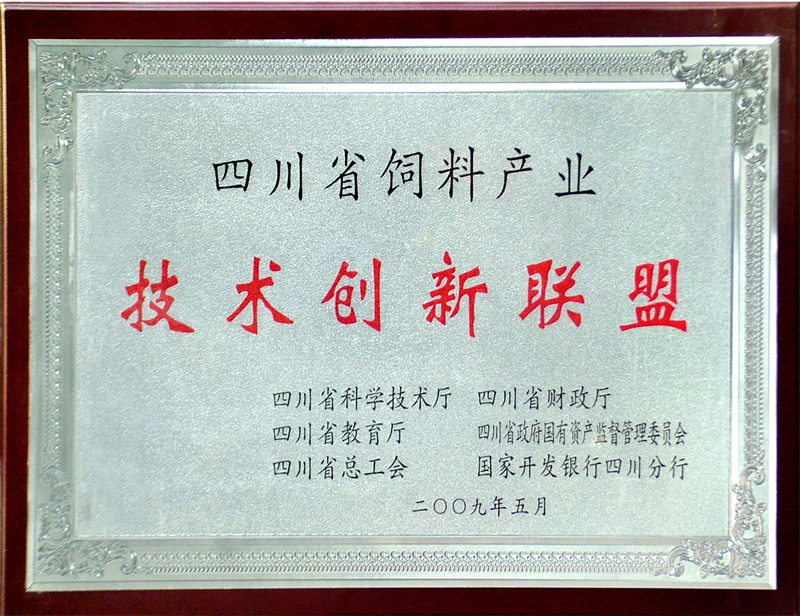 四川省饲料产业
技术创新联盟
四川省科学技术厅 四川省财政厅
四川省教育厅 四川省政府国有资产监督管理委员会
四川省总工会 国家开发银行四川分行
二〇〇九年五月